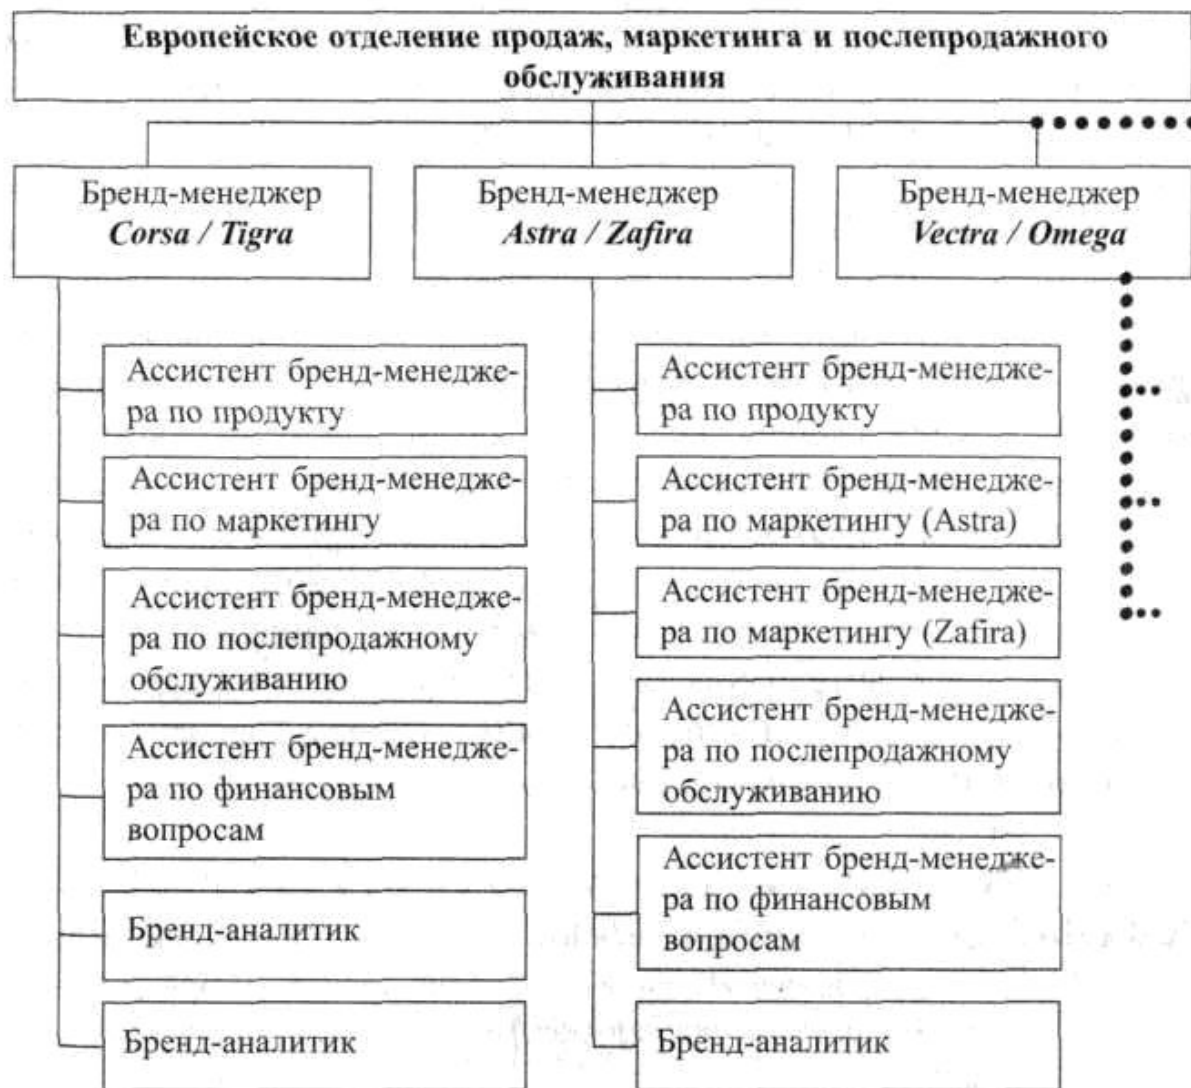 Европейское отделение продаж, маркетинга и послепродажного
обслуживания
Бренд-менеджер
Corsa / Tigra
Бренд-менеджер
Astra / Zafira
Бренд-менеджер
Vectra / Omega
Ассистент бренд-менедже-
ра по продукту
Ассистент бренд-менедже-
ра по маркетингу
Ассистент бренд-менедже-
ра по послепродажному
обслуживанию
Ассистент бренд-менедже-
ра по финансовым
вопросам
Бренд-аналитик
Бренд-аналитик
Ассистент бренд-менедже-
ра по продукту
Ассистент бренд-менедже-
ра по маркетингу (Astra)
Ассистент бренд-менедже-
ра по маркетингу (Zafira)
Ассистент бренд-менедже-
ра по послепродажному
обслуживанию
Ассистент бренд-менедже-
ра по финансовым
вопросам
Бренд-аналитик